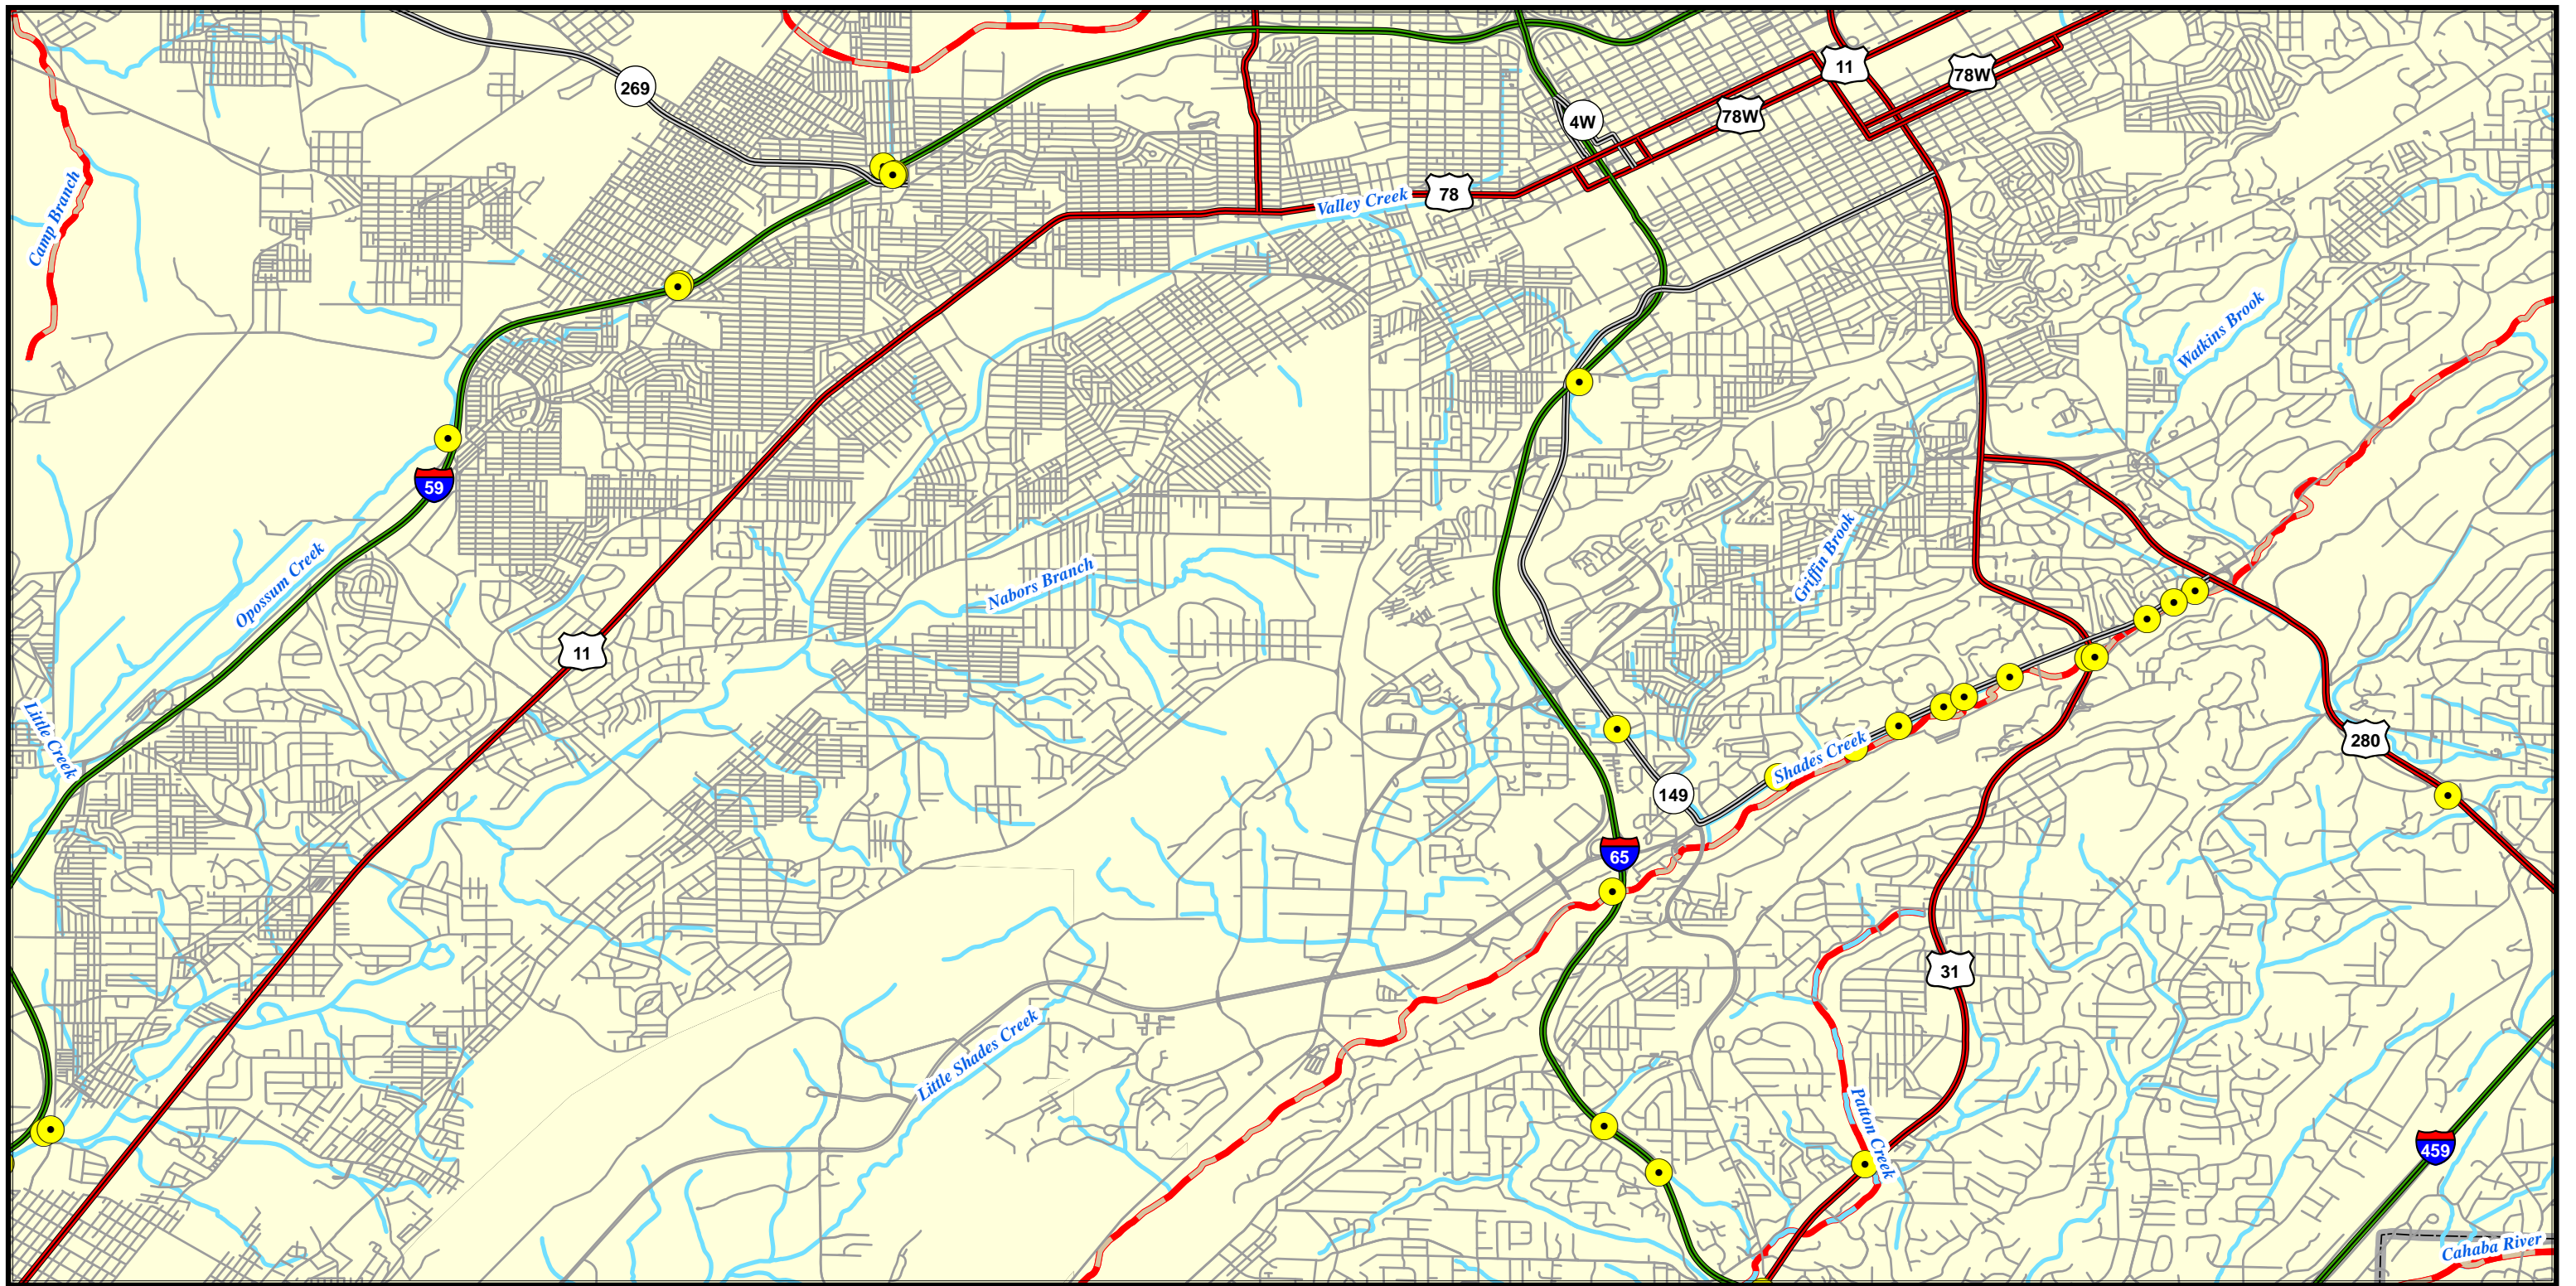 11
78W
269
78W
4W
Camp Branch
Valley Creek
78
Watkins Brook
59
Opossum Creek
Nabors Branch
Griffin Brook
11
Little Creek
280
Shades Creek
149
65
31
Little Shades Creek
Patton Creek
459
Cahaba River